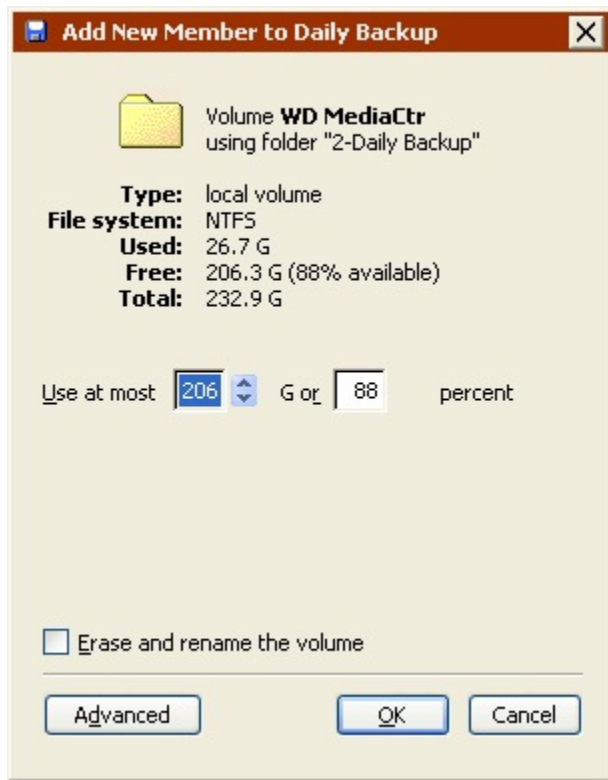 Add New Member to Daily Backup
Volume WD MediaCtr
using folder "2-Daily Backup"
Type: local volume
File system: NTFS
Used: 26.7 G
Free: 206.3 G (88% available)
Total: 232.9 G
Use at most 206 G or 88 percent
Erase and rename the volume
Advanced OK Cancel